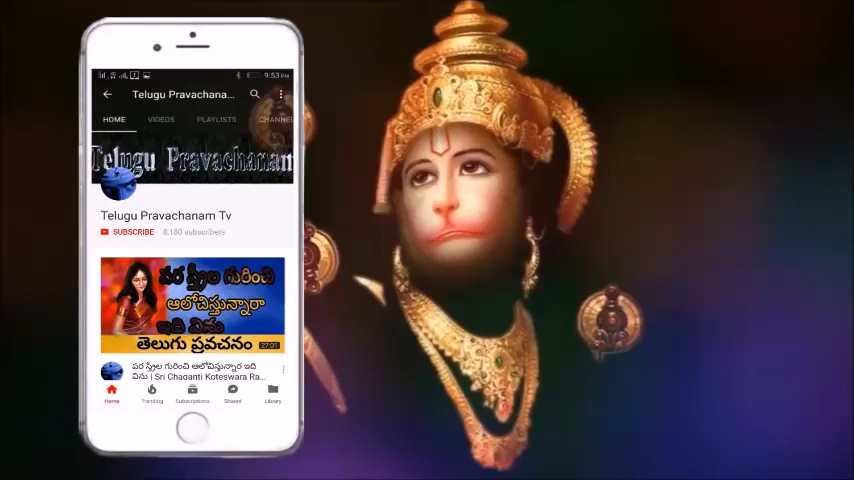 9:53 PM
Telugu Pravachana...
HOME VIDEOS PLAYLISTS CHANNEL
Telugu Pravachanam
Telugu Pravachanam Tv
SUBSCRIBE 8,180 subscribers
పర స్త్రీల గురించి
ఆలోచిస్తున్నారా
ఇది విను
తెలుగు ప్రవచనం 27:01
పర స్త్రీల గురించి ఆలోచిస్తున్నార ఇది
విను | Sri Chaganti Koteswara Ra...
Home Trending Subscriptions Shared Library